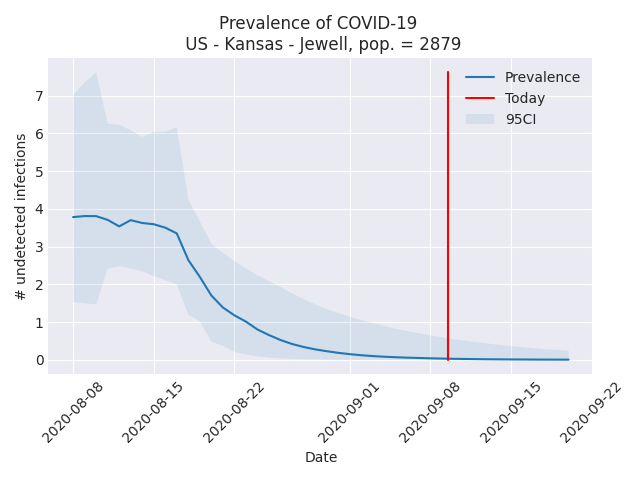 Prevalence of COVID-19
US - Kansas - Jewell, pop. = 2879
Prevalence
Today
95CI
# undetected infections
7
6
5
4
3
2
1
0
2020-08-08
2020-08-15
2020-08-22
2020-09-01
2020-09-08
2020-09-15
2020-09-22
Date